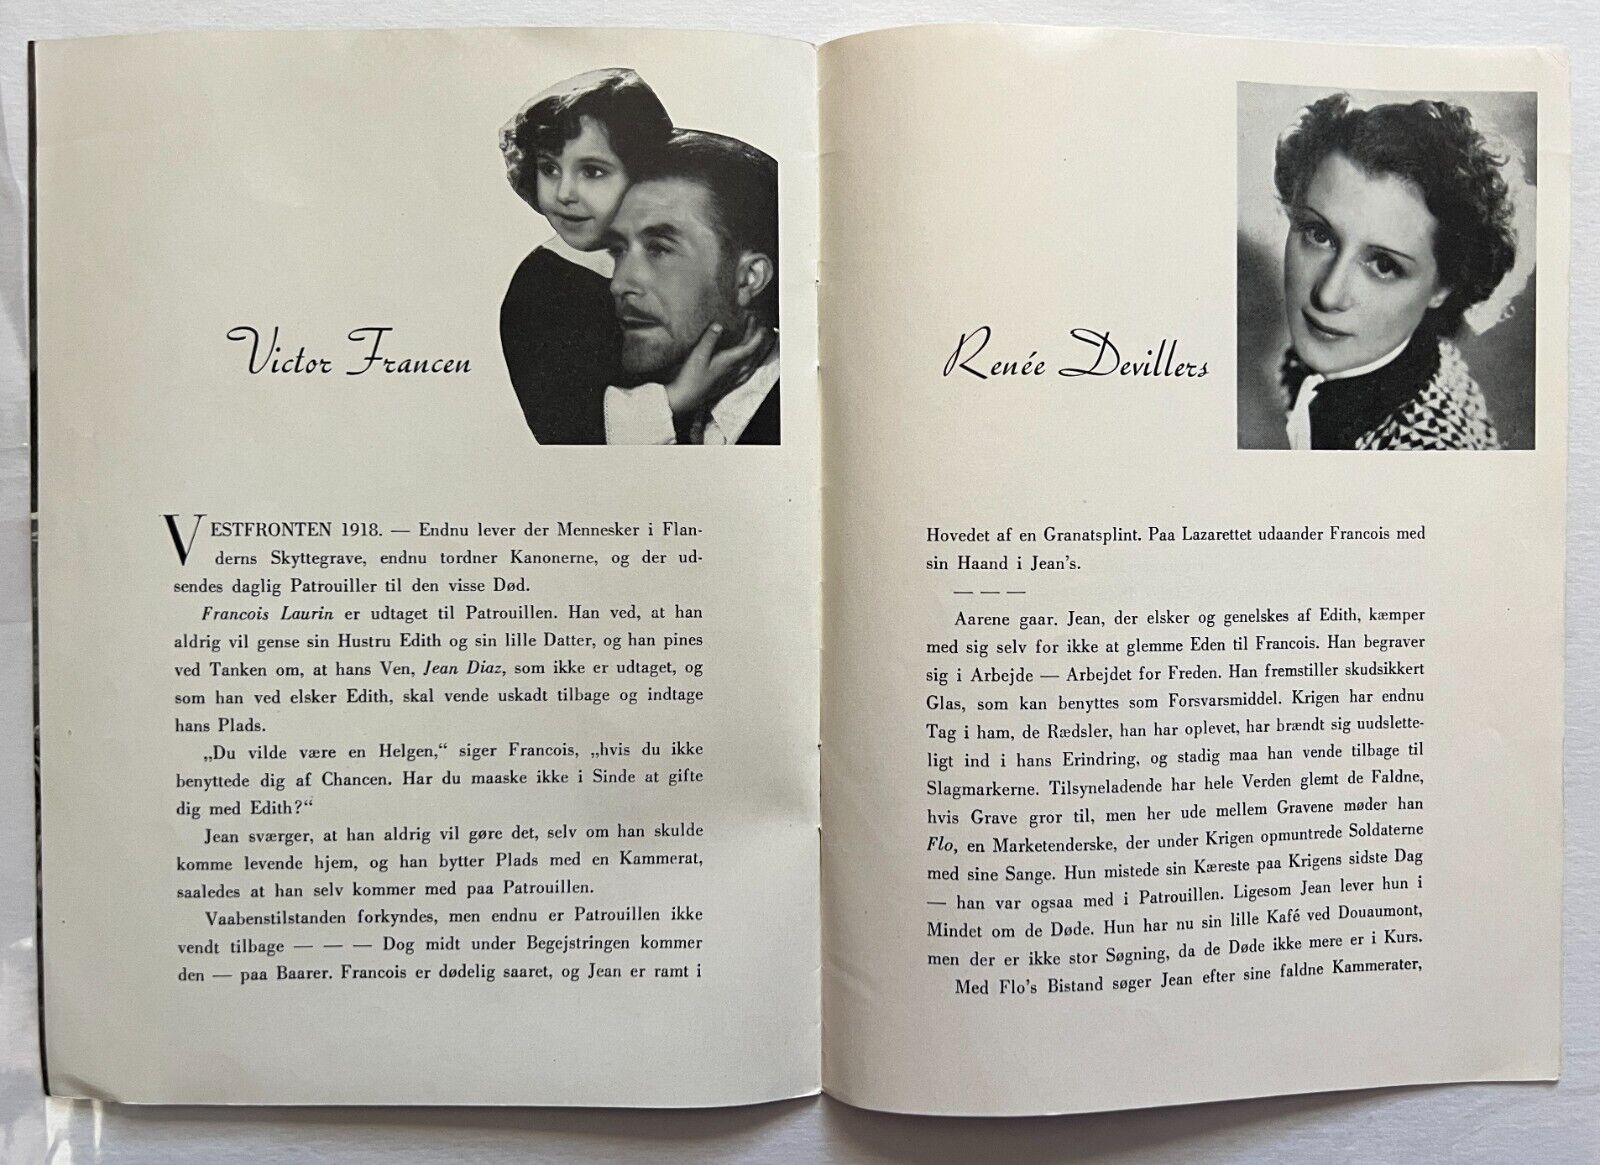 Victor Francen
VESTFRONTEN 1918. — Endnu lever der Mennesker i Flan-
derns Skyttegrave, endnu tordner Kanonerne, og der ud-
sendes daglig Patrouiller til den visse Død.
Francois Laurin er udtaget til Patrouillen. Han ved, at han
aldrig vil gense sin Hustru Edith og sin lille Datter, og han pines
ved Tanken om, at hans Ven, Jean Diaz, som ikke er udtaget, og
som han ved elsker Edith, skal vende uskadt tilbage og indtage
hans Plads.
„Du vilde være en Helgen,“ siger Francois, „hvis du ikke
benyttede dig af Chancen. Har du maaske ikke i Sinde at gifte
dig med Edith?“
Jean sværger, at han aldrig vil gøre det, selv om han skulde
komme levende hjem, og han bytter Plads med en Kammerat,
saaledes at han selv kommer med paa Patrouillen.
Vaabenstilstanden forkyndes, men endnu er Patrouillen ikke
vendt tilbage — — — Dog midt under Begejstringen kommer
den — paa Baarer. Francois er dødelig saaret, og Jean er ramt i
Renée Devillers
Hovedet af en Granatsplint. Paa Lazarettet udaander Francois med
sin Haand i Jean's.
— — —
Aarene gaar. Jean, der elsker og genelskes af Edith, kæmper
med sig selv for ikke at glemme Eden til Francois. Han begraver
sig i Arbejde — Arbejdet for Freden. Han fremstiller skudsikkert
Glas, som kan benyttes som Forsvarsmiddel. Krigen har endnu
Tag i ham, de Rædsler, han har oplevet, har brændt sig uudslette-
ligt ind i hans Erindring, og stadig maa han vende tilbage til
Slagmarkerne. Tilsyneladende har hele Verden glemt de Faldne,
hvis Grave gror til, men her ude mellem Gravene møder han
Flo, en Marketenderske, der under Krigen opmuntrede Soldaterne
med sine Sange. Hun mistede sin Kæreste paa Krigens sidste Dag
— han var ogsaa med i Patrouillen. Ligesom Jean lever hun i
Mindet om de Døde. Hun har nu sin lille Kafé ved Douaumont,
men der er ikke stor Søgning, da de Døde ikke mere er i Kurs.
Med Flo's Bistand søger Jean efter sine faldne Kammerater,